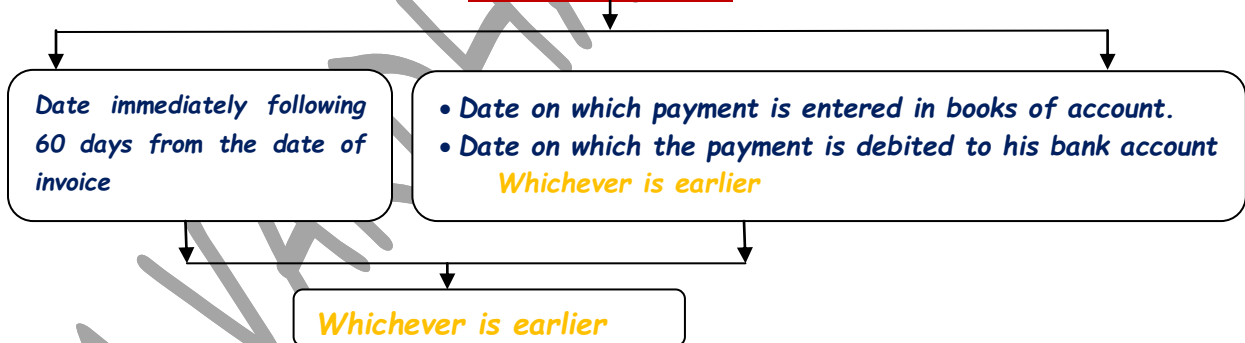 Date immediately following
60 days from the date of
invoice
• Date on which payment is entered in books of account.
• Date on which the payment is debited to his bank account
Whichever is earlier
Whichever is earlier